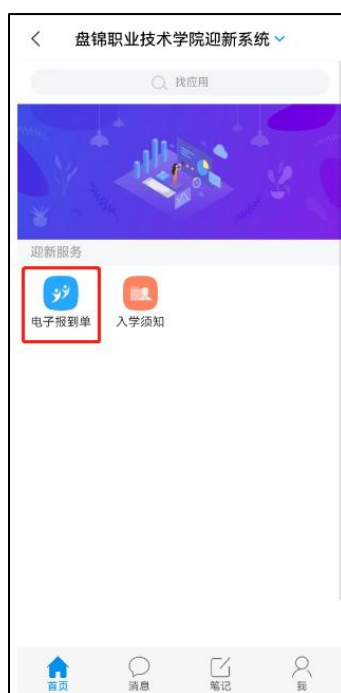 盘锦职业技术学院迎新系统
找应用
迎新服务
电子报到单 入学须知
首页 消息 笔记 我